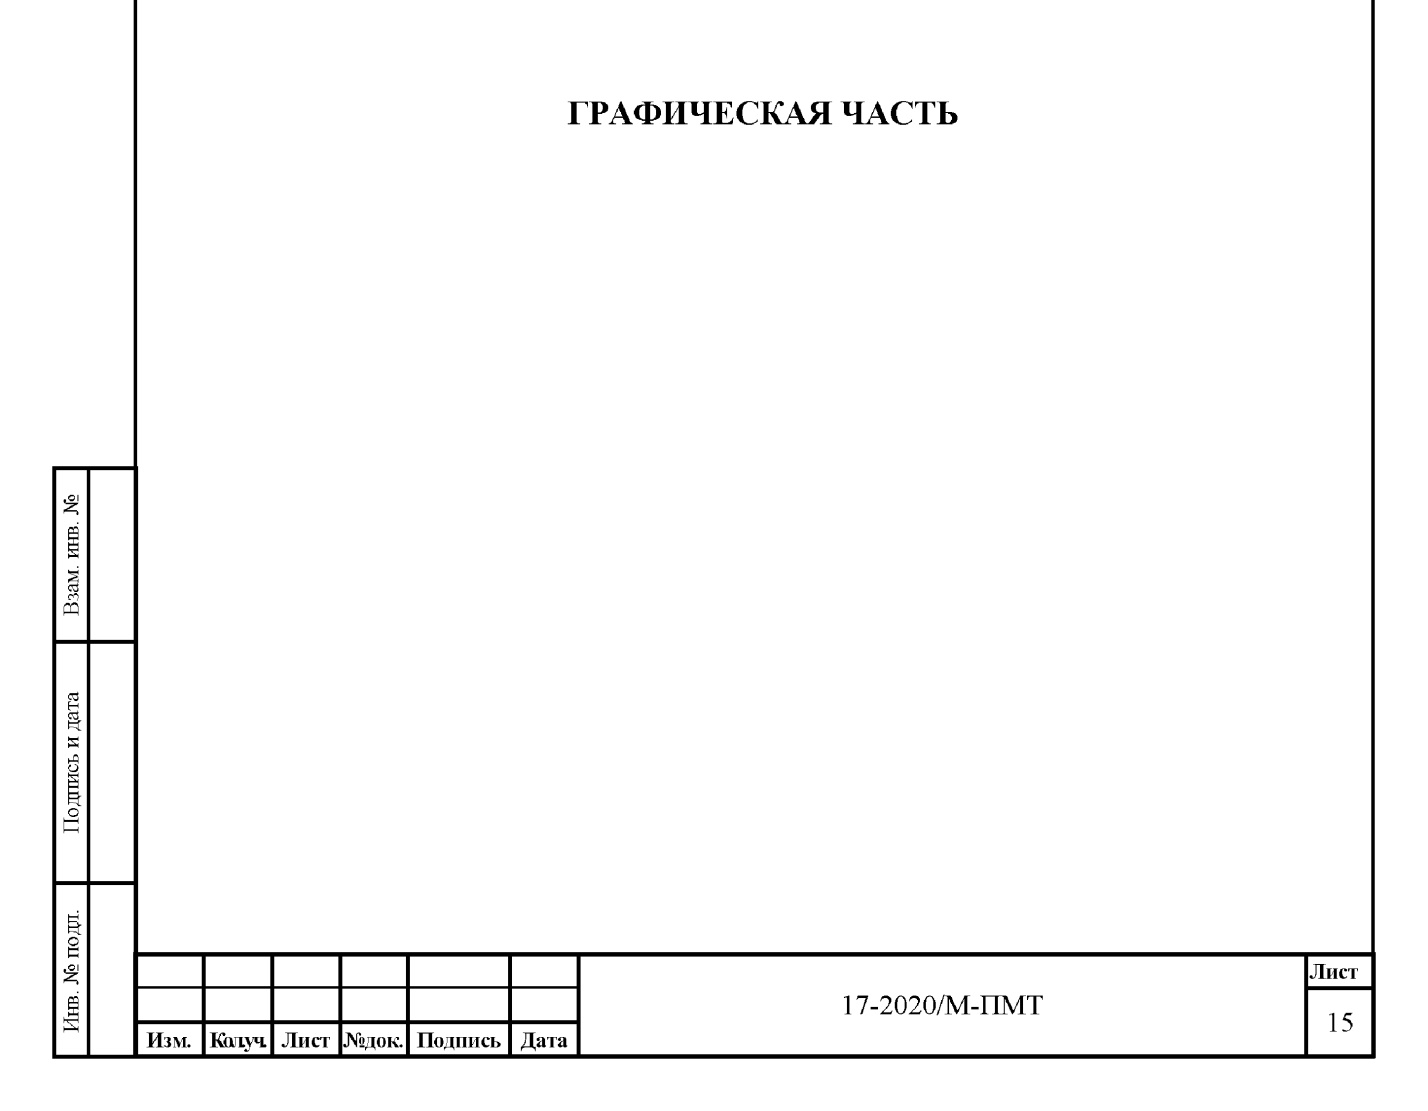 ГРАФИЧЕСКАЯ ЧАСТЬ
Взам. инв. №
Подпись и дата
Инв. № подл.
Изм. Кол.уч. Лист №док. Подпись Дата
17-2020/М-ПМТ
Лист
15